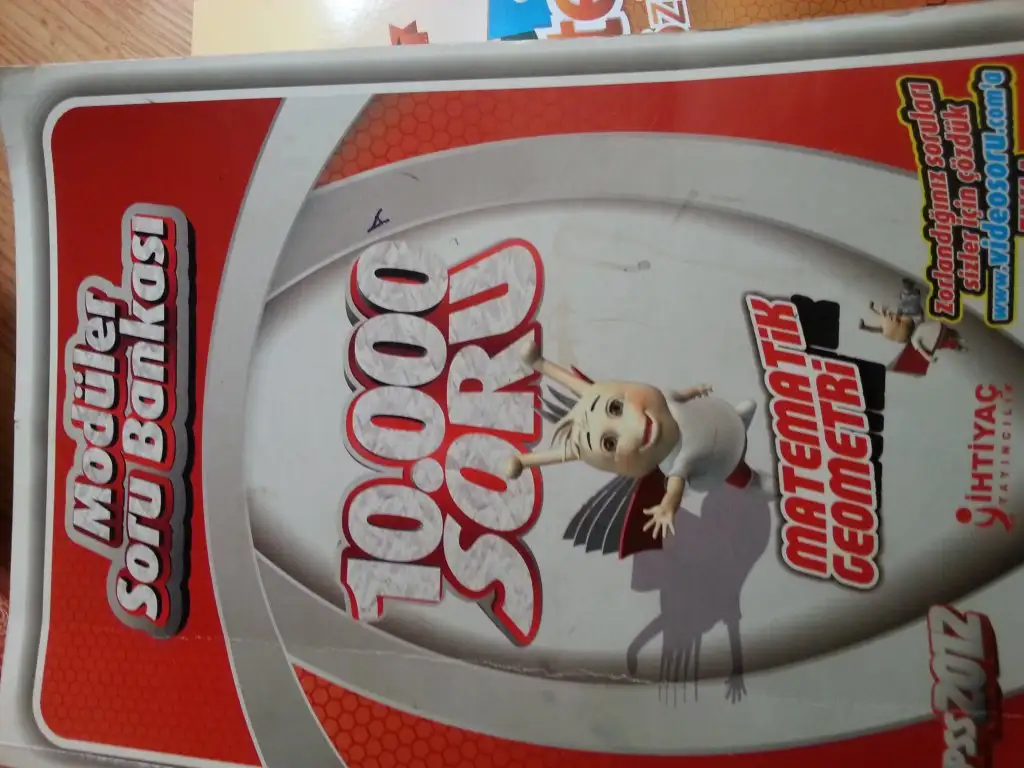 Modüler
Soru Bankası
10.000
SORU
MATEMATİK
GEOMETRİ
Zorlandığınız soruları
sizler için çözdük
www.videosoru.com'a
İHTİYAÇ
YAYINCILIK
PSS 2012